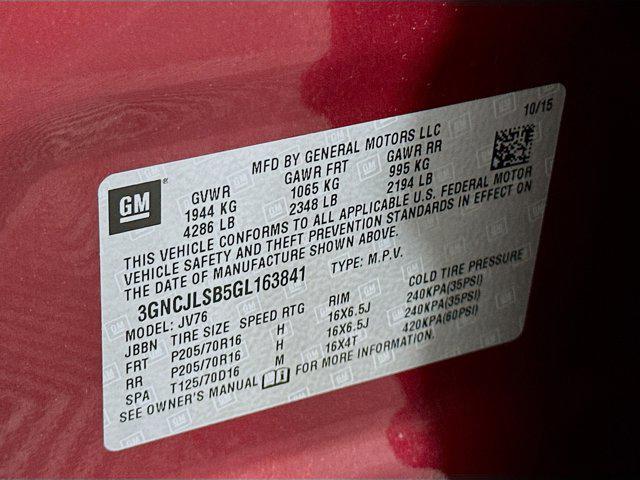 10/15
MFD BY GENERAL MOTORS LLC
GM
GVWR GAWR FRT GAWR RR
1944 KG 1065 KG 995 KG
4286 LB 2348 LB 2194 LB
THIS VEHICLE CONFORMS TO ALL APPLICABLE U.S. FEDERAL MOTOR
VEHICLE SAFETY AND THEFT PREVENTION STANDARDS IN EFFECT ON
THE DATE OF MANUFACTURE SHOWN ABOVE.
3GNCJLSB5GL163841 TYPE: M.P.V.
MODEL: JV76
JBBN TIRE SIZE SPEED RTG RIM COLD TIRE PRESSURE
FRT P205/70R16 H 16X6.5J 240KPA(35PSI)
RR P205/70R16 H 16X6.5J 240KPA(35PSI)
SPA T125/70D16 M 16X4T 420KPA(60PSI)
SEE OWNER'S MANUAL FOR MORE INFORMATION.